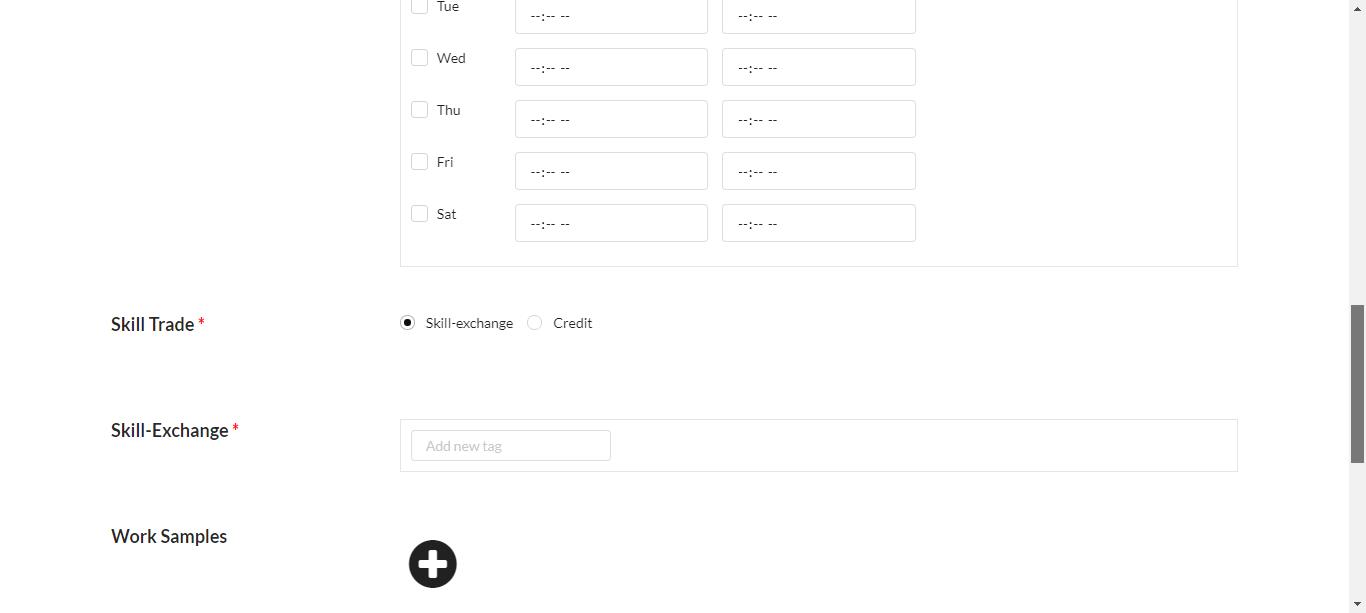 Tue --:-- -- --:-- --
Wed --:-- -- --:-- --
Thu --:-- -- --:-- --
Fri --:-- -- --:-- --
Sat --:-- -- --:-- --
Skill Trade * Skill-exchange Credit
Skill-Exchange * Add new tag
Work Samples